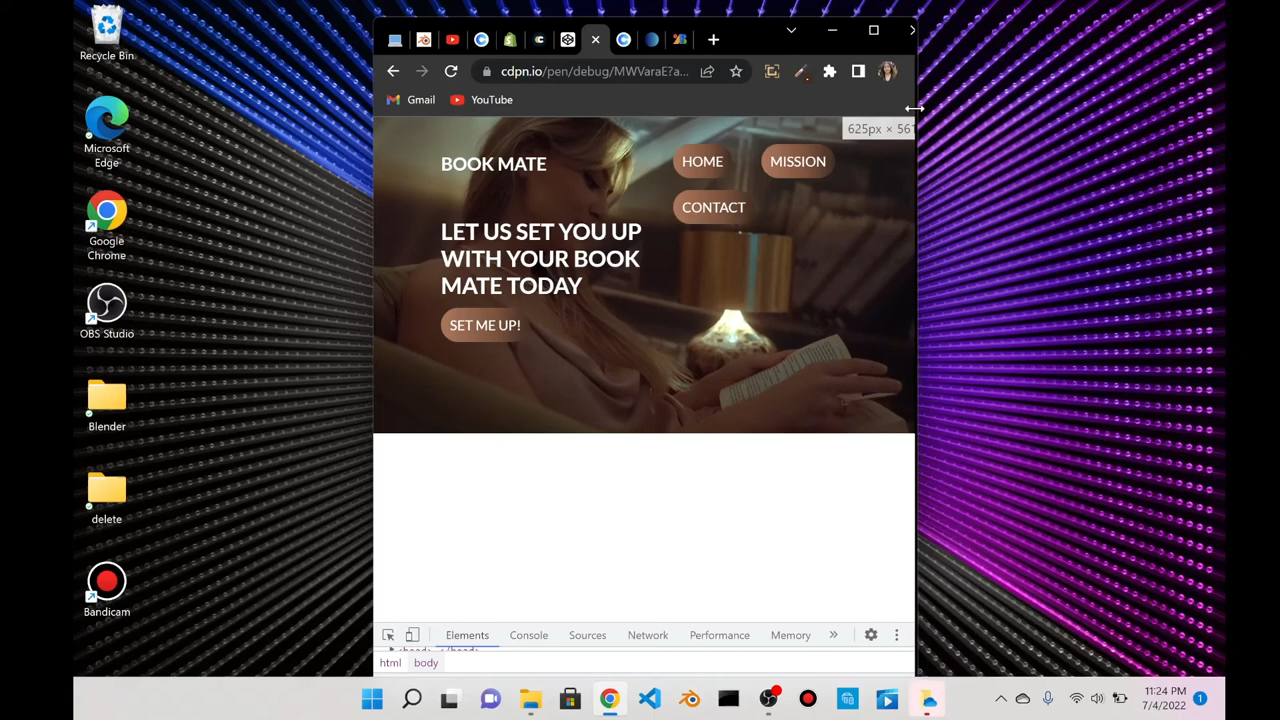 Recycle Bin
Microsoft
Edge
Google
Chrome
OBS Studio
Blender
delete
Bandicam
cdpn.io/pen/debug/MWVaraE?a...
Gmail
YouTube
625px × 561
BOOK MATE
HOME
MISSION
CONTACT
LET US SET YOU UP
WITH YOUR BOOK
MATE TODAY
SET ME UP!
Elements
Console
Sources
Network
Performance
Memory
html
body
11:24 PM
7/4/2022
1